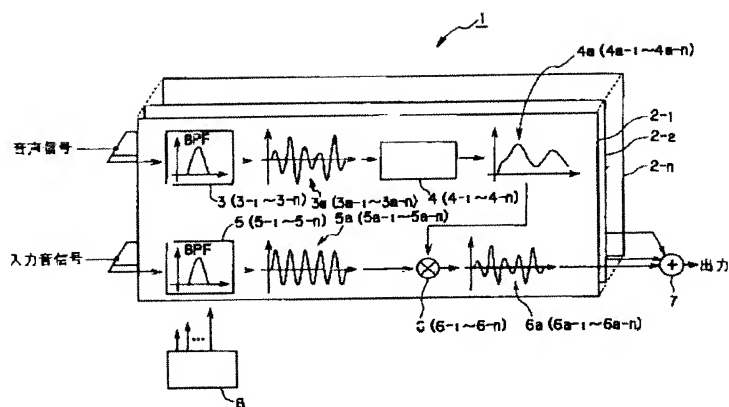 1
4a (4a-1~4a-n)
2-1
2-2
2-n
音声信号
BPF
3 (3-1~3-n)
3a (3a-1~3a-n)
4 (4-1~4-n)
5 (5-1~5-n)
5a (5a-1~5a-n)
入力音信号
BPF
6 (6-1~6-n)
6a (6a-1~6a-n)
+
出力
7
...
8